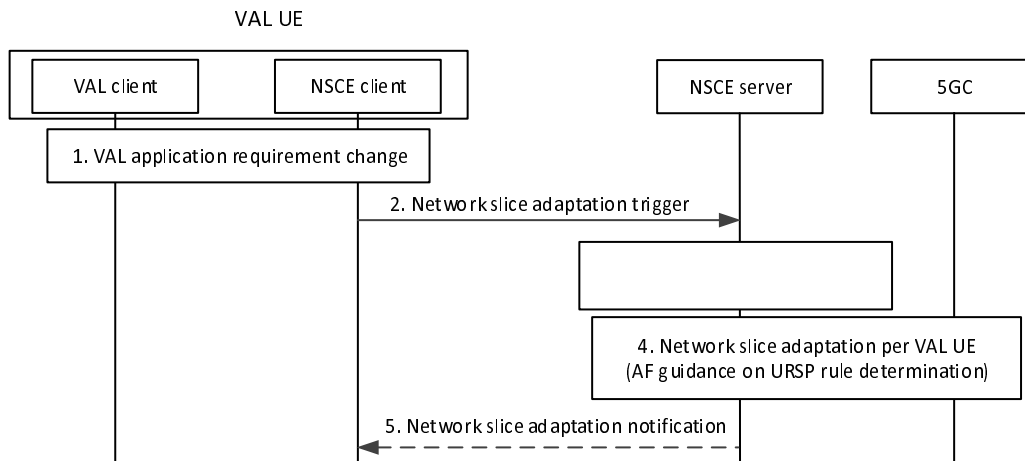 VAL UE
VAL client
NSCE client
NSCE server
5GC
1. VAL application requirement change
2. Network slice adaptation trigger
4. Network slice adaptation per VAL UE
(AF guidance on URSP rule determination)
5. Network slice adaptation notification